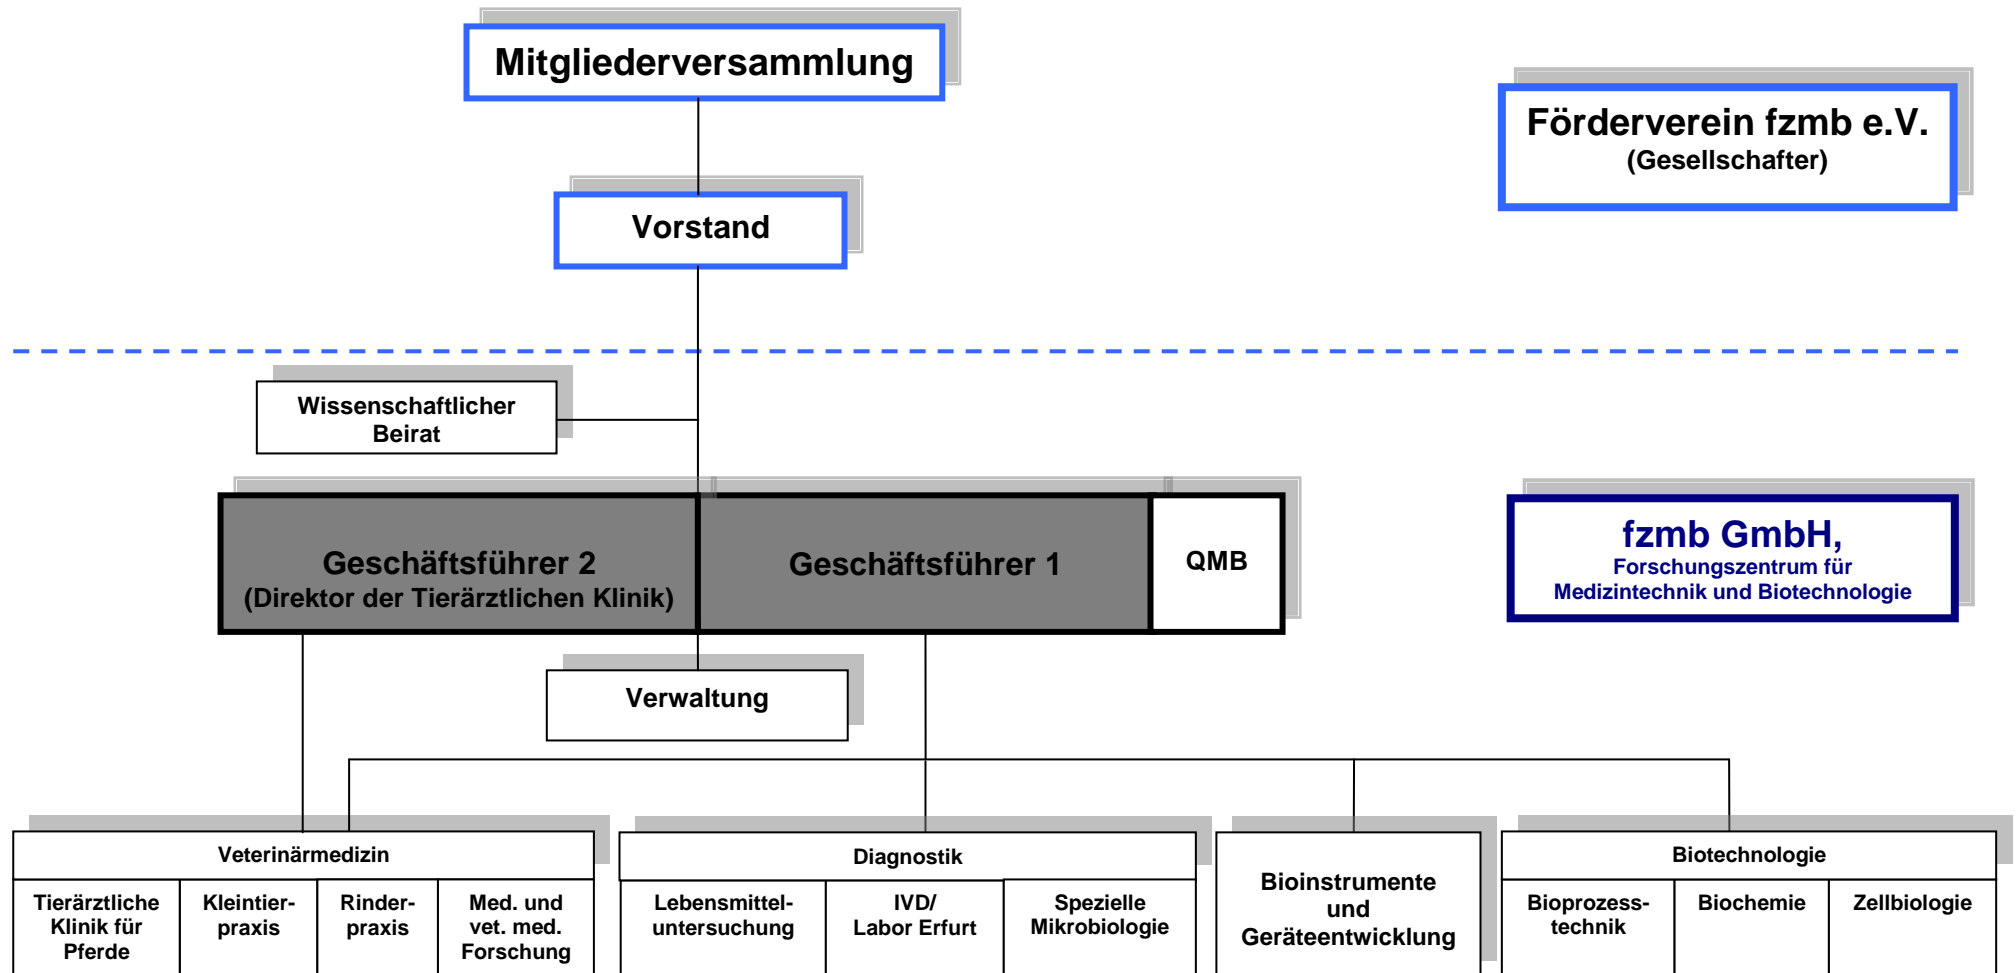 Mitgliederversammlung
Förderverein fzmb e.V.
(Gesellschafter)
Vorstand
Wissenschaftlicher
Beirat
Geschäftsführer 2
(Direktor der Tierärztlichen Klinik)
Geschäftsführer 1
QMB
fzmb GmbH,
Forschungszentrum für
Medizintechnik und Biotechnologie
Verwaltung
Veterinärmedizin
Tierärztliche
Klinik für
Pferde
Kleintier-
praxis
Rinder-
praxis
Med. und
vet. med.
Forschung
Diagnostik
Lebensmittel-
untersuchung
IVD/
Labor Erfurt
Spezielle
Mikrobiologie
Bioinstrumente
und
Geräteentwicklung
Biotechnologie
Bioprozess-
technik
Biochemie
Zellbiologie